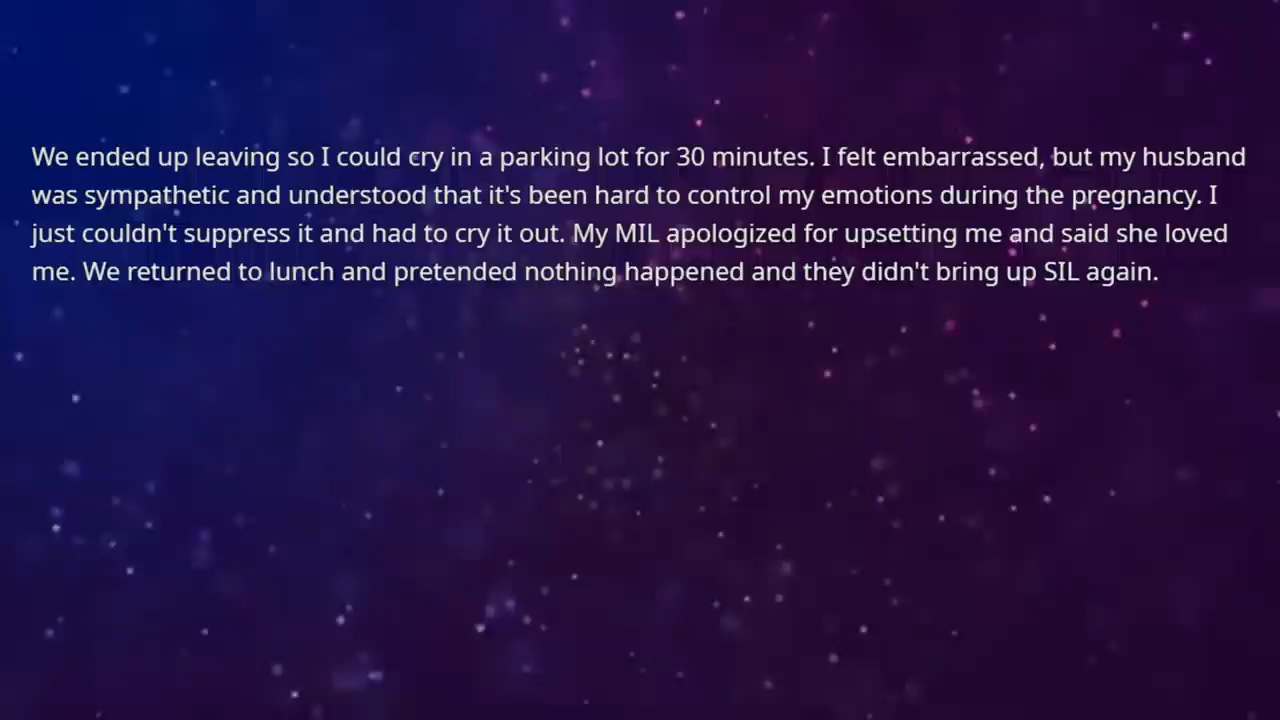 We ended up leaving so I could cry in a parking lot for 30 minutes. I felt embarrassed, but my husband
was sympathetic and understood that it's been hard to control my emotions during the pregnancy. I
just couldn't suppress it and had to cry it out. My MIL apologized for upsetting me and said she loved
me. We returned to lunch and pretended nothing happened and they didn't bring up SIL again.